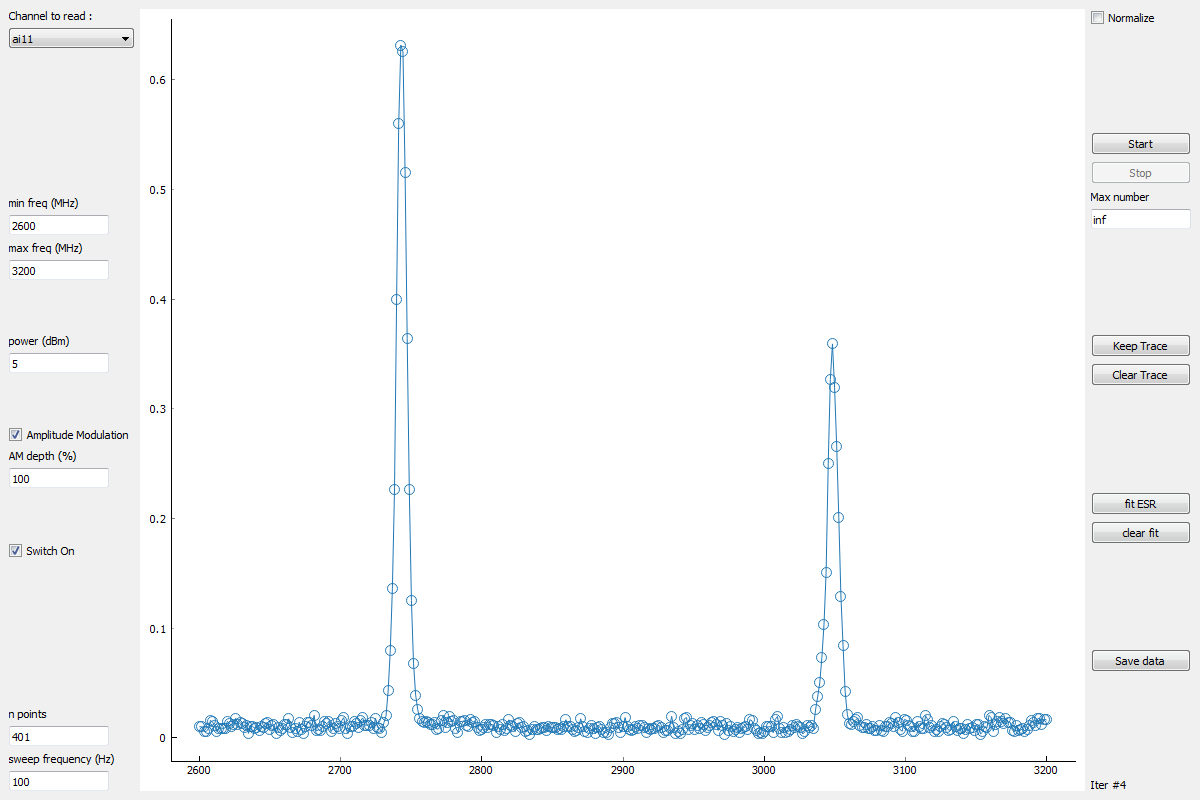 Channel to read :
ai11
min freq (MHz)
2600
max freq (MHz)
3200
power (dBm)
5
Amplitude Modulation
AM depth (%)
100
Switch On
n points
401
sweep frequency (Hz)
100
0.6
0.5
0.4
0.3
0.2
0.1
0
2600 2700 2800 2900 3000 3100 3200
Normalize
Start
Stop
Max number
inf
Keep Trace
Clear Trace
fit ESR
clear fit
Save data
Iter #4